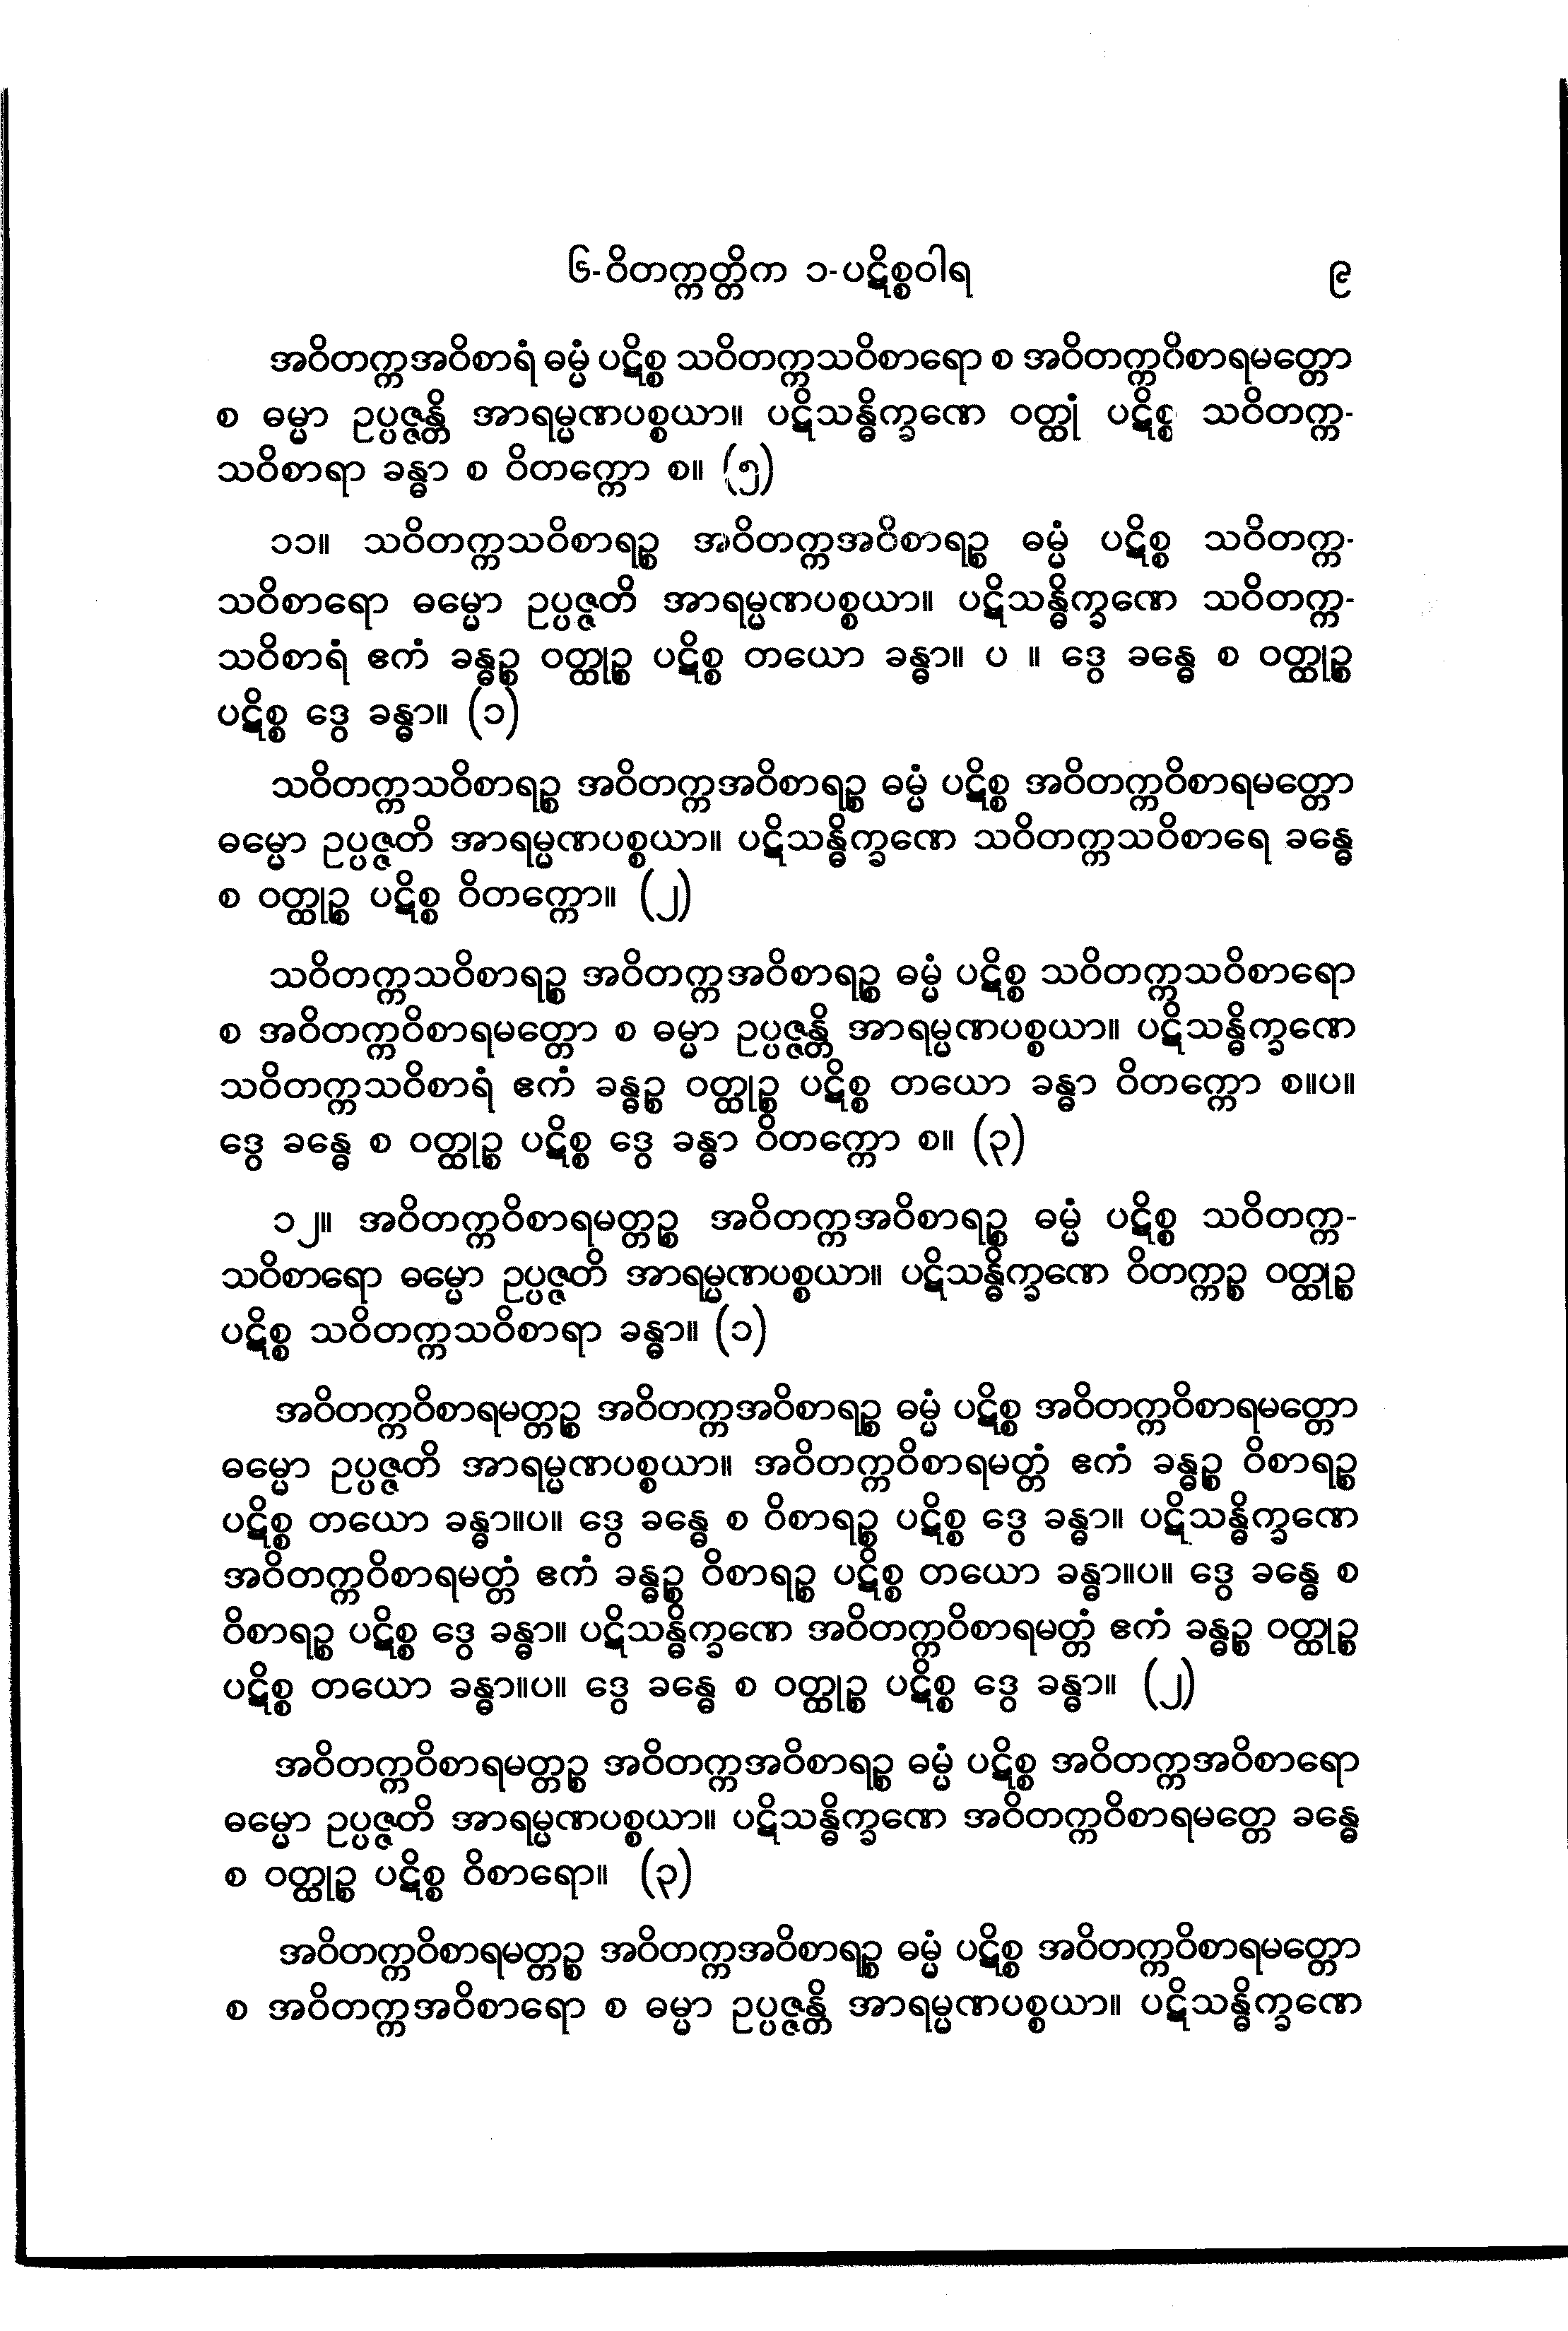 ၆-ဝိတက္ကတ္တိက ၁-ပဋိစ္စဝါရ ၉
အဝိတက္ကအဝိစာရံ ဓမ္မံ ပဋိစ္စ သဝိတက္ကသဝိစာရော စ အဝိတက္ကဝိစာရမတ္တော
စ ဓမ္မာ ဥပ္ပဇ္ဇန္တိ အာရမ္မဏပစ္စယာ။ ပဋိသန္ဓိက္ခဏေ ဝတ္ထုံ ပဋိစ္စ သဝိတက္က-
သဝိစာရာ ခန္ဓာ စ ဝိတက္ကော စ။ (၅)
၁၁။ သဝိတက္ကသဝိစာရဉ္စ အဝိတက္ကအဝိစာရဉ္စ ဓမ္မံ ပဋိစ္စ သဝိတက္က-
သဝိစာရော ဓမ္မော ဥပ္ပဇ္ဇတိ အာရမ္မဏပစ္စယာ။ ပဋိသန္ဓိက္ခဏေ သဝိတက္က-
သဝိစာရံ ဧကံ ခန္ဓဉ္စ ဝတ္ထုဉ္စ ပဋိစ္စ တယော ခန္ဓာ။ ပ ။ ဒွေ ခန္ဓေ စ ဝတ္ထုဉ္စ
ပဋိစ္စ ဒွေ ခန္ဓာ။ (၁)
သဝိတက္ကသဝိစာရဉ္စ အဝိတက္ကအဝိစာရဉ္စ ဓမ္မံ ပဋိစ္စ အဝိတက္ကဝိစာရမတ္တော
ဓမ္မော ဥပ္ပဇ္ဇတိ အာရမ္မဏပစ္စယာ။ ပဋိသန္ဓိက္ခဏေ သဝိတက္ကသဝိစာရေ ခန္ဓေ
စ ဝတ္ထုဉ္စ ပဋိစ္စ ဝိတက္ကော။ (၂)
သဝိတက္ကသဝိစာရဉ္စ အဝိတက္ကအဝိစာရဉ္စ ဓမ္မံ ပဋိစ္စ သဝိတက္ကသဝိစာရော
စ အဝိတက္ကဝိစာရမတ္တော စ ဓမ္မာ ဥပ္ပဇ္ဇန္တိ အာရမ္မဏပစ္စယာ။ ပဋိသန္ဓိက္ခဏေ
သဝိတက္ကသဝိစာရံ ဧကံ ခန္ဓဉ္စ ဝတ္ထုဉ္စ ပဋိစ္စ တယော ခန္ဓာ ဝိတက္ကော စ။ပ။
ဒွေ ခန္ဓေ စ ဝတ္ထုဉ္စ ပဋိစ္စ ဒွေ ခန္ဓာ ဝိတက္ကော စ။ (၃)
၁၂။ အဝိတက္ကဝိစာရမတ္တဉ္စ အဝိတက္ကအဝိစာရဉ္စ ဓမ္မံ ပဋိစ္စ သဝိတက္က-
သဝိစာရော ဓမ္မော ဥပ္ပဇ္ဇတိ အာရမ္မဏပစ္စယာ။ ပဋိသန္ဓိက္ခဏေ ဝိတက္ကဉ္စ ဝတ္ထုဉ္စ
ပဋိစ္စ သဝိတက္ကသဝိစာရာ ခန္ဓာ။ (၁)
အဝိတက္ကဝိစာရမတ္တဉ္စ အဝိတက္ကအဝိစာရဉ္စ ဓမ္မံ ပဋိစ္စ အဝိတက္ကဝိစာရမတ္တော
ဓမ္မော ဥပ္ပဇ္ဇတိ အာရမ္မဏပစ္စယာ။ အဝိတက္ကဝိစာရမတ္တံ ဧကံ ခန္ဓဉ္စ ဝိစာရဉ္စ
ပဋိစ္စ တယော ခန္ဓာ။ပ။ ဒွေ ခန္ဓေ စ ဝိစာရဉ္စ ပဋိစ္စ ဒွေ ခန္ဓာ။ ပဋိသန္ဓိက္ခဏေ
အဝိတက္ကဝိစာရမတ္တံ ဧကံ ခန္ဓဉ္စ ဝိစာရဉ္စ ပဋိစ္စ တယော ခန္ဓာ။ပ။ ဒွေ ခန္ဓေ စ
ဝိစာရဉ္စ ပဋိစ္စ ဒွေ ခန္ဓာ။ ပဋိသန္ဓိက္ခဏေ အဝိတက္ကဝိစာရမတ္တံ ဧကံ ခန္ဓဉ္စ ဝတ္ထုဉ္စ
ပဋိစ္စ တယော ခန္ဓာ။ပ။ ဒွေ ခန္ဓေ စ ဝတ္ထုဉ္စ ပဋိစ္စ ဒွေ ခန္ဓာ။ (၂)
အဝိတက္ကဝိစာရမတ္တဉ္စ အဝိတက္ကအဝိစာရဉ္စ ဓမ္မံ ပဋိစ္စ အဝိတက္ကအဝိစာရော
ဓမ္မော ဥပ္ပဇ္ဇတိ အာရမ္မဏပစ္စယာ။ ပဋိသန္ဓိက္ခဏေ အဝိတက္ကဝိစာရမတ္တေ ခန္ဓေ
စ ဝတ္ထုဉ္စ ပဋိစ္စ ဝိစာရော။ (၃)
အဝိတက္ကဝိစာရမတ္တဉ္စ အဝိတက္ကအဝိစာရဉ္စ ဓမ္မံ ပဋိစ္စ အဝိတက္ကဝိစာရမတ္တော
စ အဝိတက္ကအဝိစာရော စ ဓမ္မာ ဥပ္ပဇ္ဇန္တိ အာရမ္မဏပစ္စယာ။ ပဋိသန္ဓိက္ခဏေ